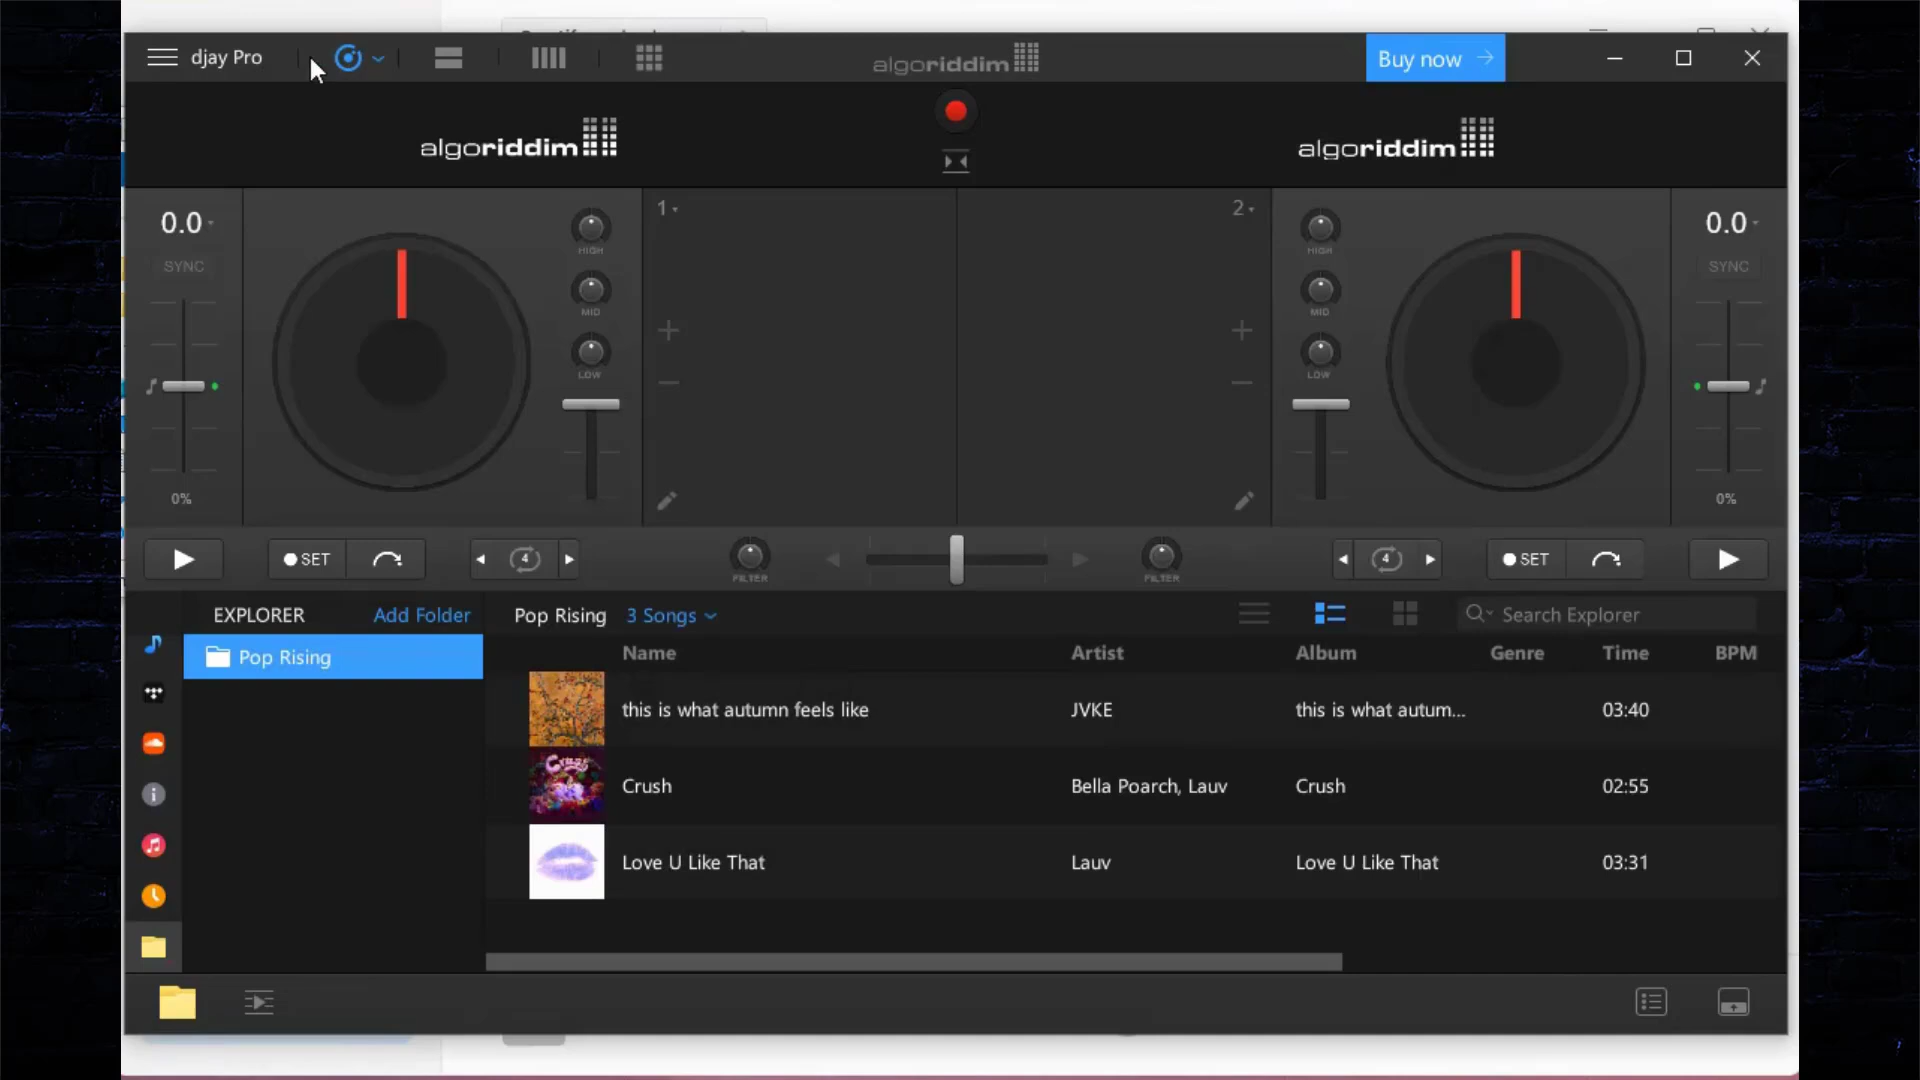 djay Pro
algoriddim
Buy now
algoriddim
algoriddim
0.0
SYNC
0%
HIGH
MID
LOW
1
2
HIGH
MID
LOW
0.0
SYNC
0%
SET
4
FILTER
FILTER
4
SET
EXPLORER
Add Folder
Pop Rising
3 Songs
Search Explorer
Pop Rising
Name Artist Album Genre Time BPM
this is what autumn feels like JVKE this is what autum... 03:40
Crush Bella Poarch, Lauv Crush 02:55
Love U Like That Lauv Love U Like That 03:31